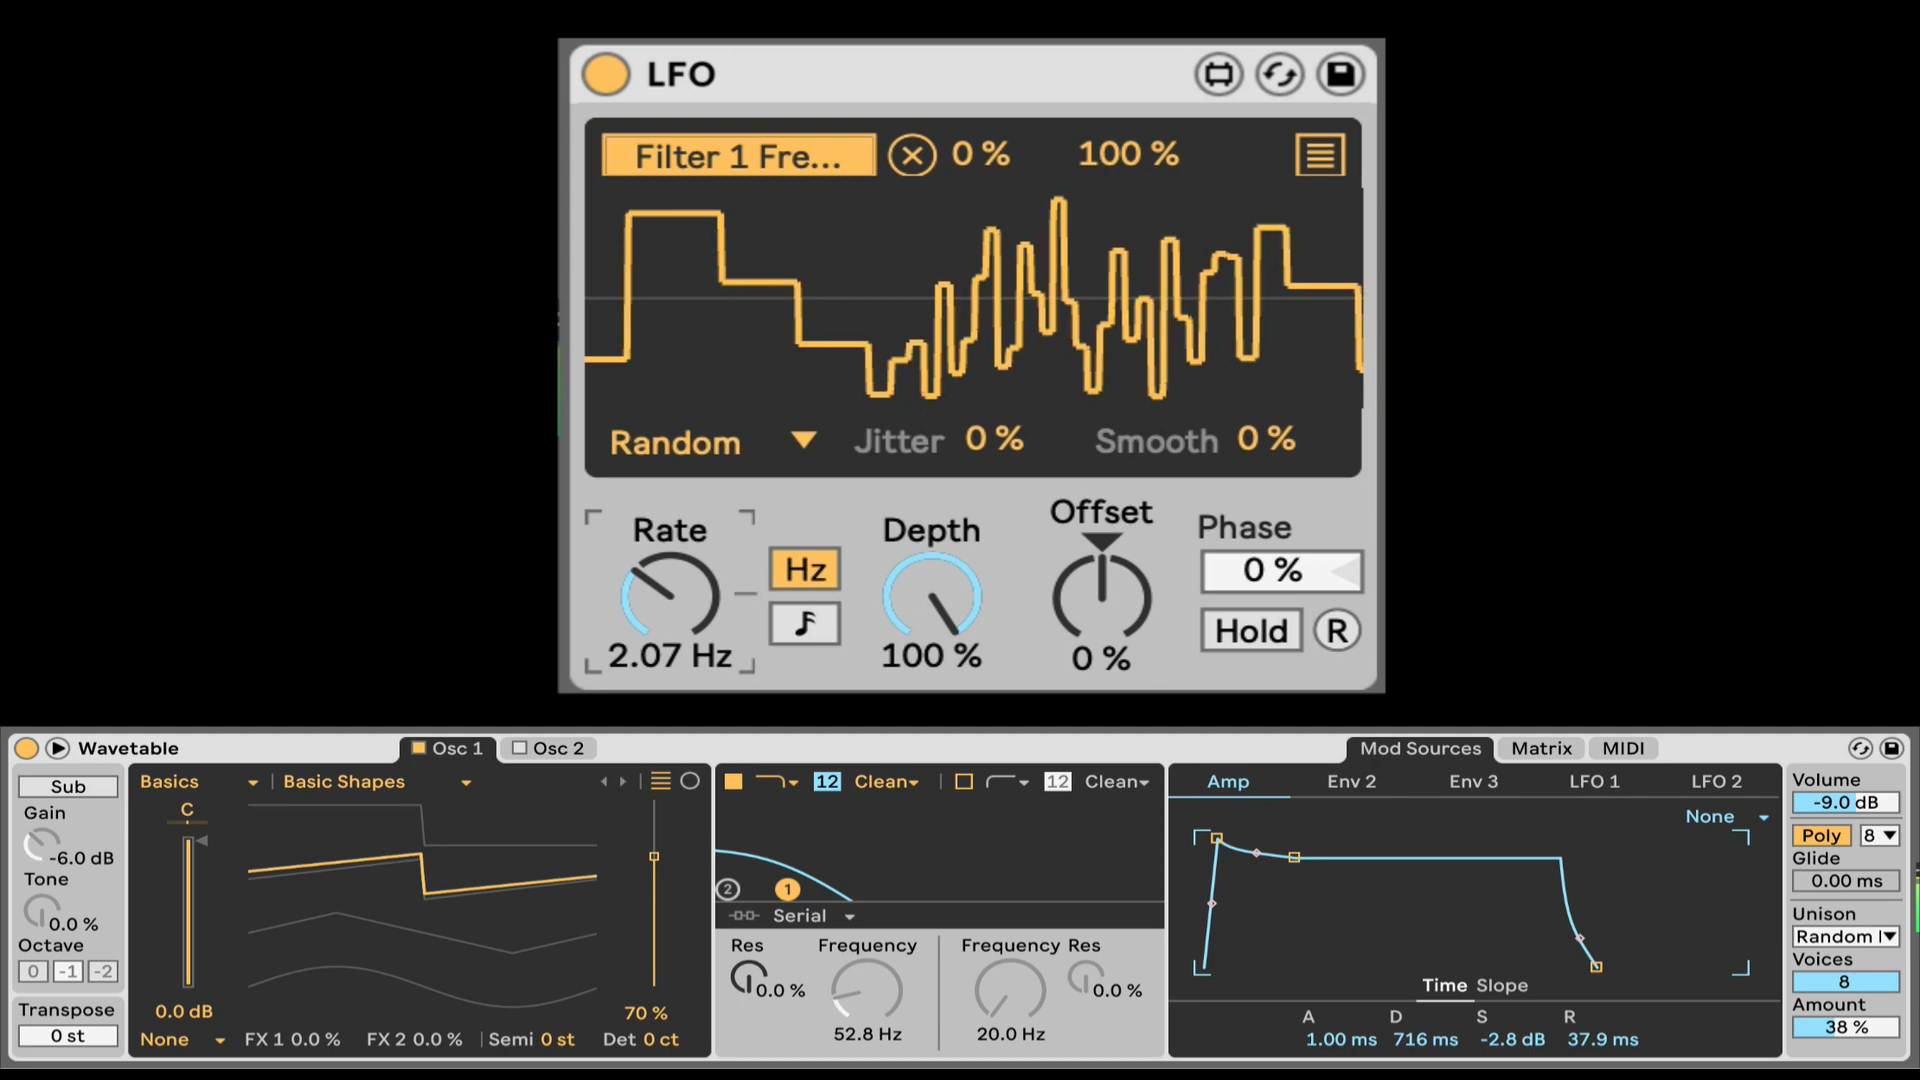 LFO
Filter 1 Fre... 0 % 100 %
Random Jitter 0 % Smooth 0 %
Rate Hz Depth Offset Phase
2.07 Hz 100 % 0 % 0 %
Hold R
Wavetable Osc 1 Osc 2 Mod Sources Matrix MIDI
Sub
Gain
-6.0 dB
Tone
0.0 %
Octave
0 -1 -2
Transpose
0 st
Basics Basic Shapes
C
0.0 dB 70 %
None FX 1 0.0 % FX 2 0.0 % Semi 0 st Det 0 ct
12 Clean 12 Clean
2 1
Serial
Res Frequency Frequency Res
0.0 % 0.0 %
52.8 Hz 20.0 Hz
Amp Env 2 Env 3 LFO 1 LFO 2
None
Time Slope
A D S R
1.00 ms 716 ms -2.8 dB 37.9 ms
Volume
-9.0 dB
Poly 8
Glide
0.00 ms
Unison
Random
Voices
8
Amount
38 %